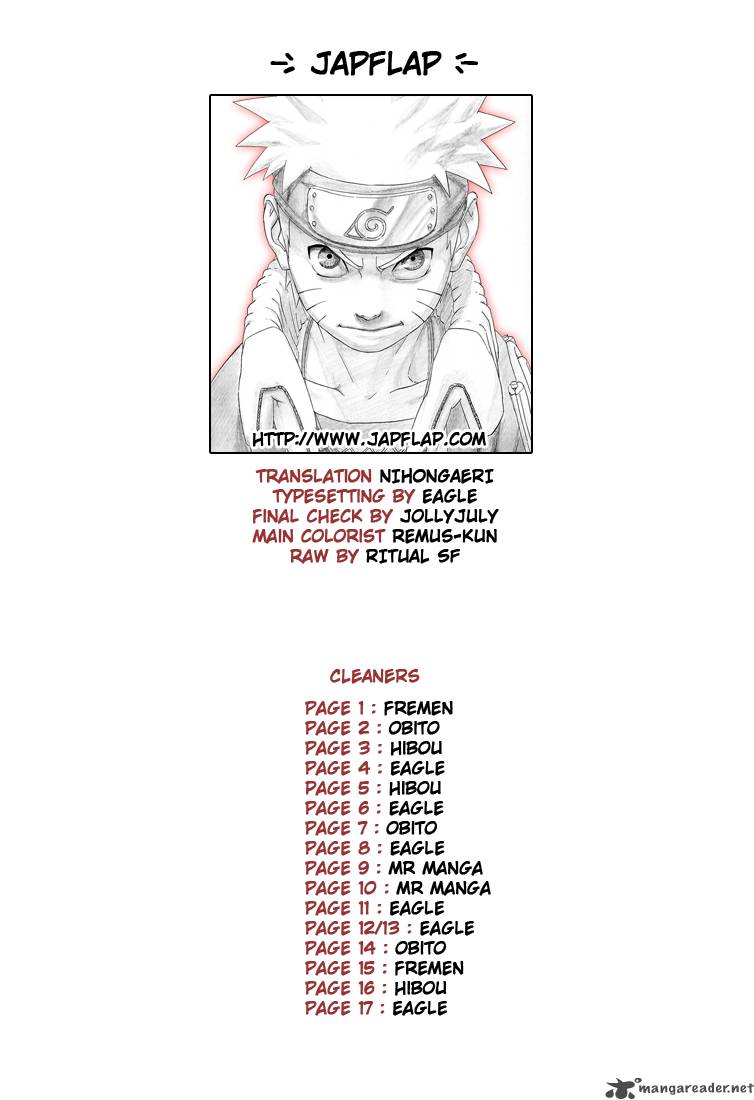 JAPFLAP
HTTP://WWW.JAPFLAP.COM
TRANSLATION NIHONGAERI
TYPESETTING BY EAGLE
FINAL CHECK BY JOLLYJULY
MAIN COLORIST REMUS-KUN
RAW BY RITUAL SF
CLEANERS
PAGE 1 : FREMEN
PAGE 2 : OBITO
PAGE 3 : HIBOU
PAGE 4 : EAGLE
PAGE 5 : HIBOU
PAGE 6 : EAGLE
PAGE 7 : OBITO
PAGE 8 : EAGLE
PAGE 9 : MR MANGA
PAGE 10 : MR MANGA
PAGE 11 : EAGLE
PAGE 12/13 : EAGLE
PAGE 14 : OBITO
PAGE 15 : FREMEN
PAGE 16 : HIBOU
PAGE 17 : EAGLE
mangareader.net